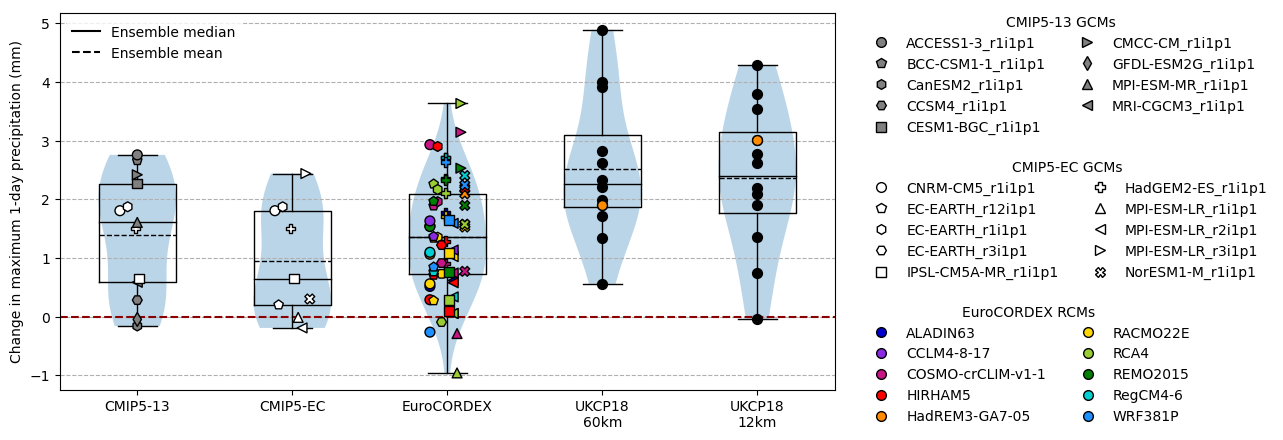 Change in maximum 1-day precipitation (mm)
5
4
3
2
1
0
−1
Ensemble median
Ensemble mean
CMIP5-13
CMIP5-EC
EuroCORDEX
UKCP18
60km
UKCP18
12km
CMIP5-13 GCMs
ACCESS1-3_r1i1p1
BCC-CSM1-1_r1i1p1
CanESM2_r1i1p1
CCSM4_r1i1p1
CESM1-BGC_r1i1p1
CMCC-CM_r1i1p1
GFDL-ESM2G_r1i1p1
MPI-ESM-MR_r1i1p1
MRI-CGCM3_r1i1p1
CMIP5-EC GCMs
CNRM-CM5_r1i1p1
EC-EARTH_r12i1p1
EC-EARTH_r1i1p1
EC-EARTH_r3i1p1
IPSL-CM5A-MR_r1i1p1
HadGEM2-ES_r1i1p1
MPI-ESM-LR_r1i1p1
MPI-ESM-LR_r2i1p1
MPI-ESM-LR_r3i1p1
NorESM1-M_r1i1p1
EuroCORDEX RCMs
ALADIN63
CCLM4-8-17
COSMO-crCLIM-v1-1
HIRHAM5
HadREM3-GA7-05
RACMO22E
RCA4
REMO2015
RegCM4-6
WRF381P